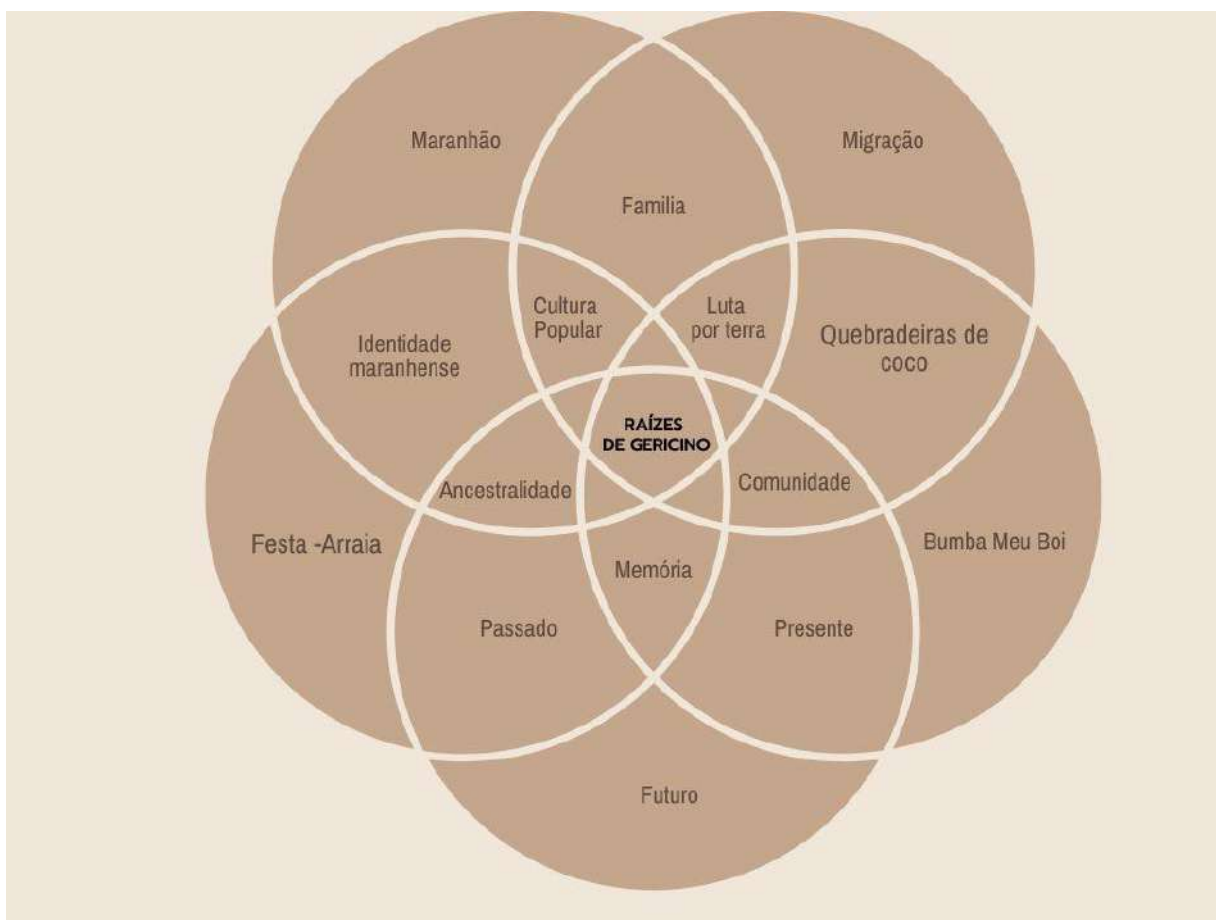 Maranhão
Migração
Familia
Cultura
Popular
Luta
por terra
Identidade
maranhense
Quebradeiras de
coco
RAÍZES
DE GERICINO
Ancestralidade
Comunidade
Festa -Arraia
Bumba Meu Boi
Memória
Passado
Presente
Futuro